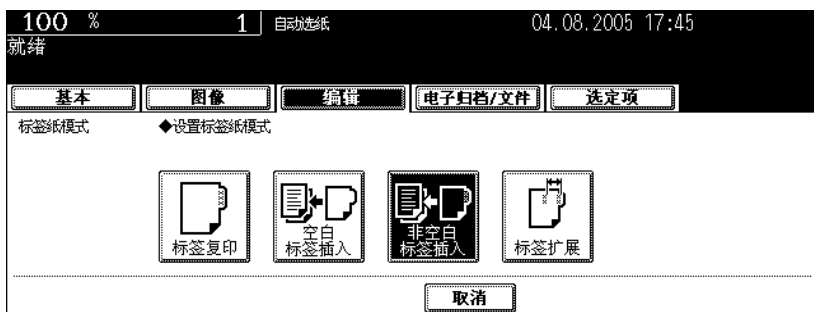 100 % 1 自动选纸 04.08.2005 17:45
就绪
基本 图像 编辑 电子归档/文件 选定项
标签纸模式 ◆设置标签纸模式
标签复印 空白标签插入 非空白标签插入 标签扩展
取消